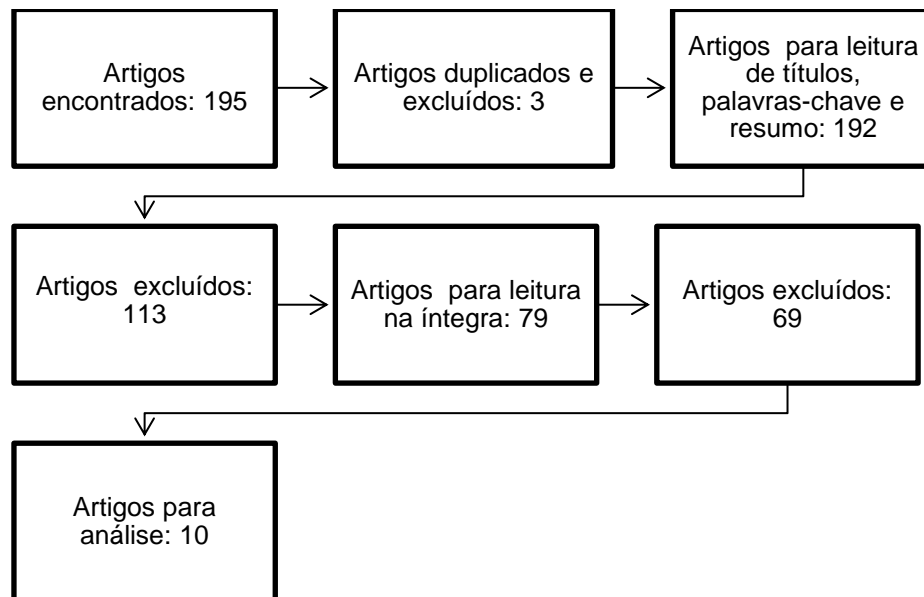 Artigos
encontrados: 195
Artigos duplicados e
excluídos: 3
Artigos para leitura
de títulos,
palavras-chave e
resumo: 192
Artigos excluídos:
113
Artigos para leitura
na íntegra: 79
Artigos excluídos:
69
Artigos para
análise: 10